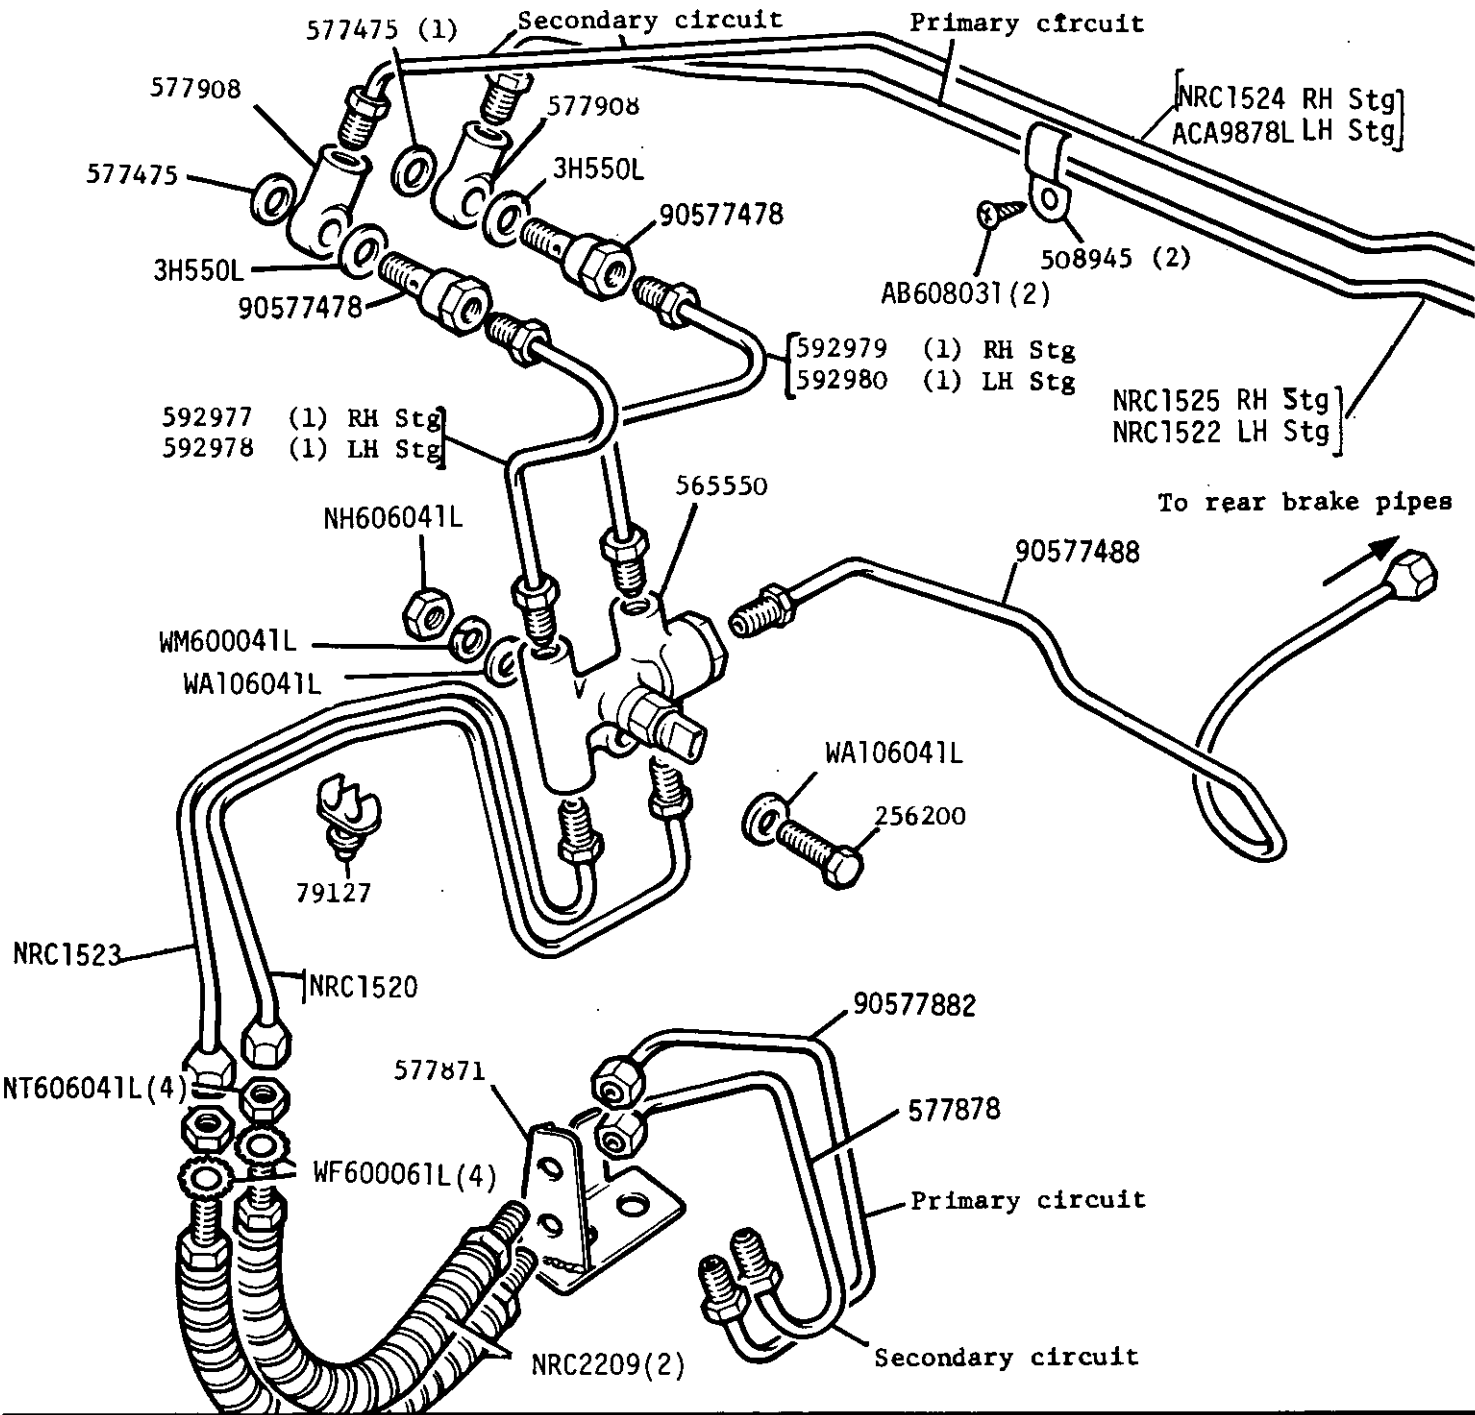 577475 (1)
Secondary circuit
Primary circuit
577908
577908
NRC1524 RH Stg
ACA9878L LH Stg
577475
3H550L
90577478
3H550L
90577478
508945 (2)
AB608031(2)
592979 (1) RH Stg
592980 (1) LH Stg
NRC1525 RH Stg
NRC1522 LH Stg
592977 (1) RH Stg
592978 (1) LH Stg
565550
To rear brake pipes
NH606041L
90577488
WM600041L
WA106041L
WA106041L
256200
79127
NRC1523
NRC1520
90577882
577871
NT606041L(4)
577878
WF600061L(4)
Primary circuit
NRC2209(2)
Secondary circuit